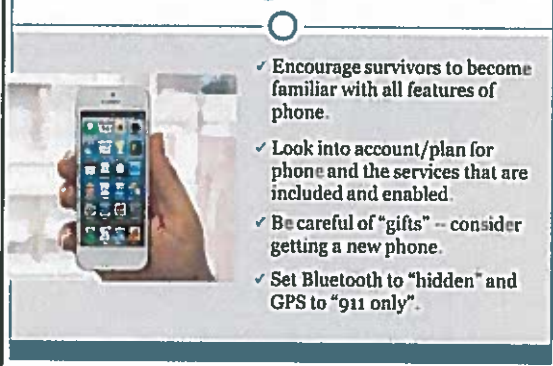 ✓ Encourage survivors to become
familiar with all features of
phone.
✓ Look into account/plan for
phone and the services that are
included and enabled.
✓ Be careful of "gifts" -- consider
getting a new phone.
✓ Set Bluetooth to "hidden" and
GPS to "911 only".